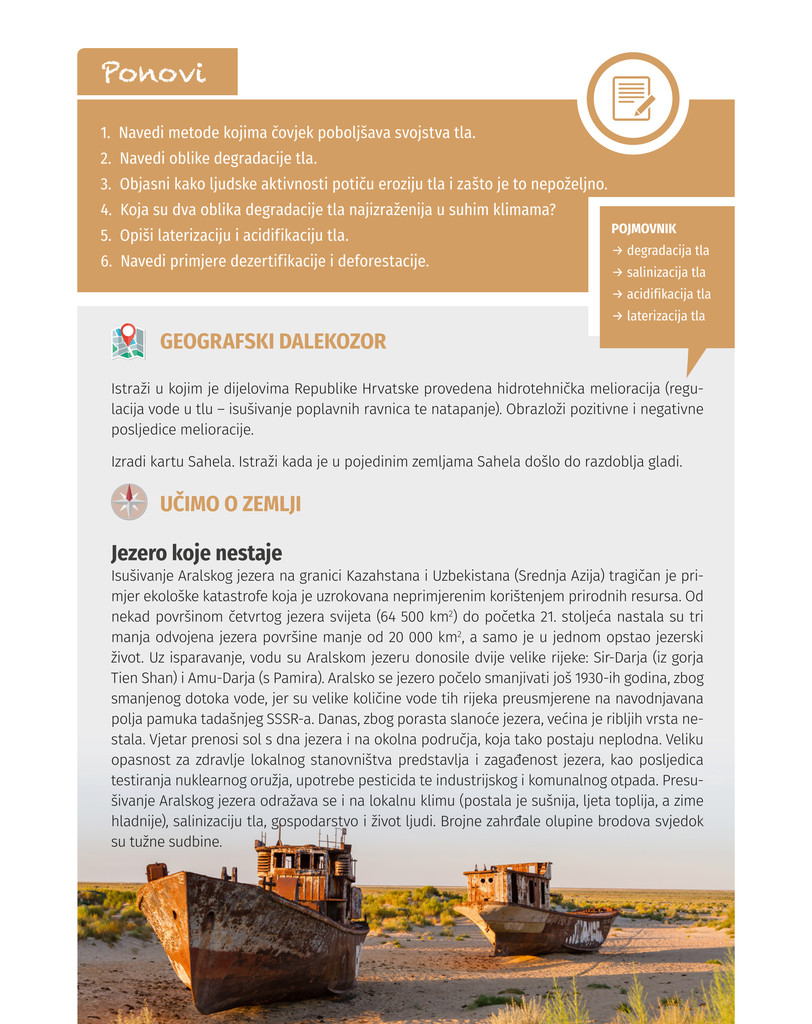 Ponovi
1. Navedi metode kojima čovjek poboljšava svojstva tla.
2. Navedi oblike degradacije tla.
3. Objasni kako ljudske aktivnosti potiču eroziju tla i zašto je to nepoželjno.
4. Koja su dva oblika degradacije tla najizraženija u suhim klimama?
5. Opiši laterizaciju i acidifikaciju tla.
6. Navedi primjere dezertifikacije i deforestacije.
POJMOVNIK
→ degradacija tla
→ salinizacija tla
→ acidifikacija tla
→ laterizacija tla
GEOGRAFSKI DALEKOZOR
Istraži u kojim je dijelovima Republike Hrvatske provedena hidrotehnička melioracija (regu-
lacija vode u tlu – isušivanje poplavnih ravnica te natapanje). Obrazloži pozitivne i negativne
posljedice melioracije.
Izradi kartu Sahela. Istraži kada je u pojedinim zemljama Sahela došlo do razdoblja gladi.
UČIMO O ZEMLJI
Jezero koje nestaje
Isušivanje Aralskog jezera na granici Kazahstana i Uzbekistana (Srednja Azija) tragičan je pri-
mjer ekološke katastrofe koja je uzrokovana neprimjerenim korištenjem prirodnih resursa. Od
nekad površinom četvrtog jezera svijeta (64 500 km²) do početka 21. stoljeća nastala su tri
manja odvojena jezera površine manje od 20 000 km², a samo je u jednom opstao jezerski
život. Uz isparavanje, vodu su Aralskom jezeru donosile dvije velike rijeke: Sir-Darja (iz gorja
Tien Shan) i Amu-Darja (s Pamira). Aralsko se jezero počelo smanjivati još 1930-ih godina, zbog
smanjenog dotoka vode, jer su velike količine vode tih rijeka preusmjerene na navodnjavana
polja pamuka tadašnjeg SSSR-a. Danas, zbog porasta slanoće jezera, većina je ribljih vrsta ne-
stala. Vjetar prenosi sol s dna jezera i na okolna područja, koja tako postaju neplodna. Veliku
opasnost za zdravlje lokalnog stanovništva predstavlja i zagađenost jezera, kao posljedica
testiranja nuklearnog oružja, upotrebe pesticida te industrijskog i komunalnog otpada. Presu-
šivanje Aralskog jezera odražava se i na lokalnu klimu (postala je sušnija, ljeta toplija, a zime
hladnije), salinizaciju tla, gospodarstvo i život ljudi. Brojne zahrđale olupine brodova svjedok
su tužne sudbine.